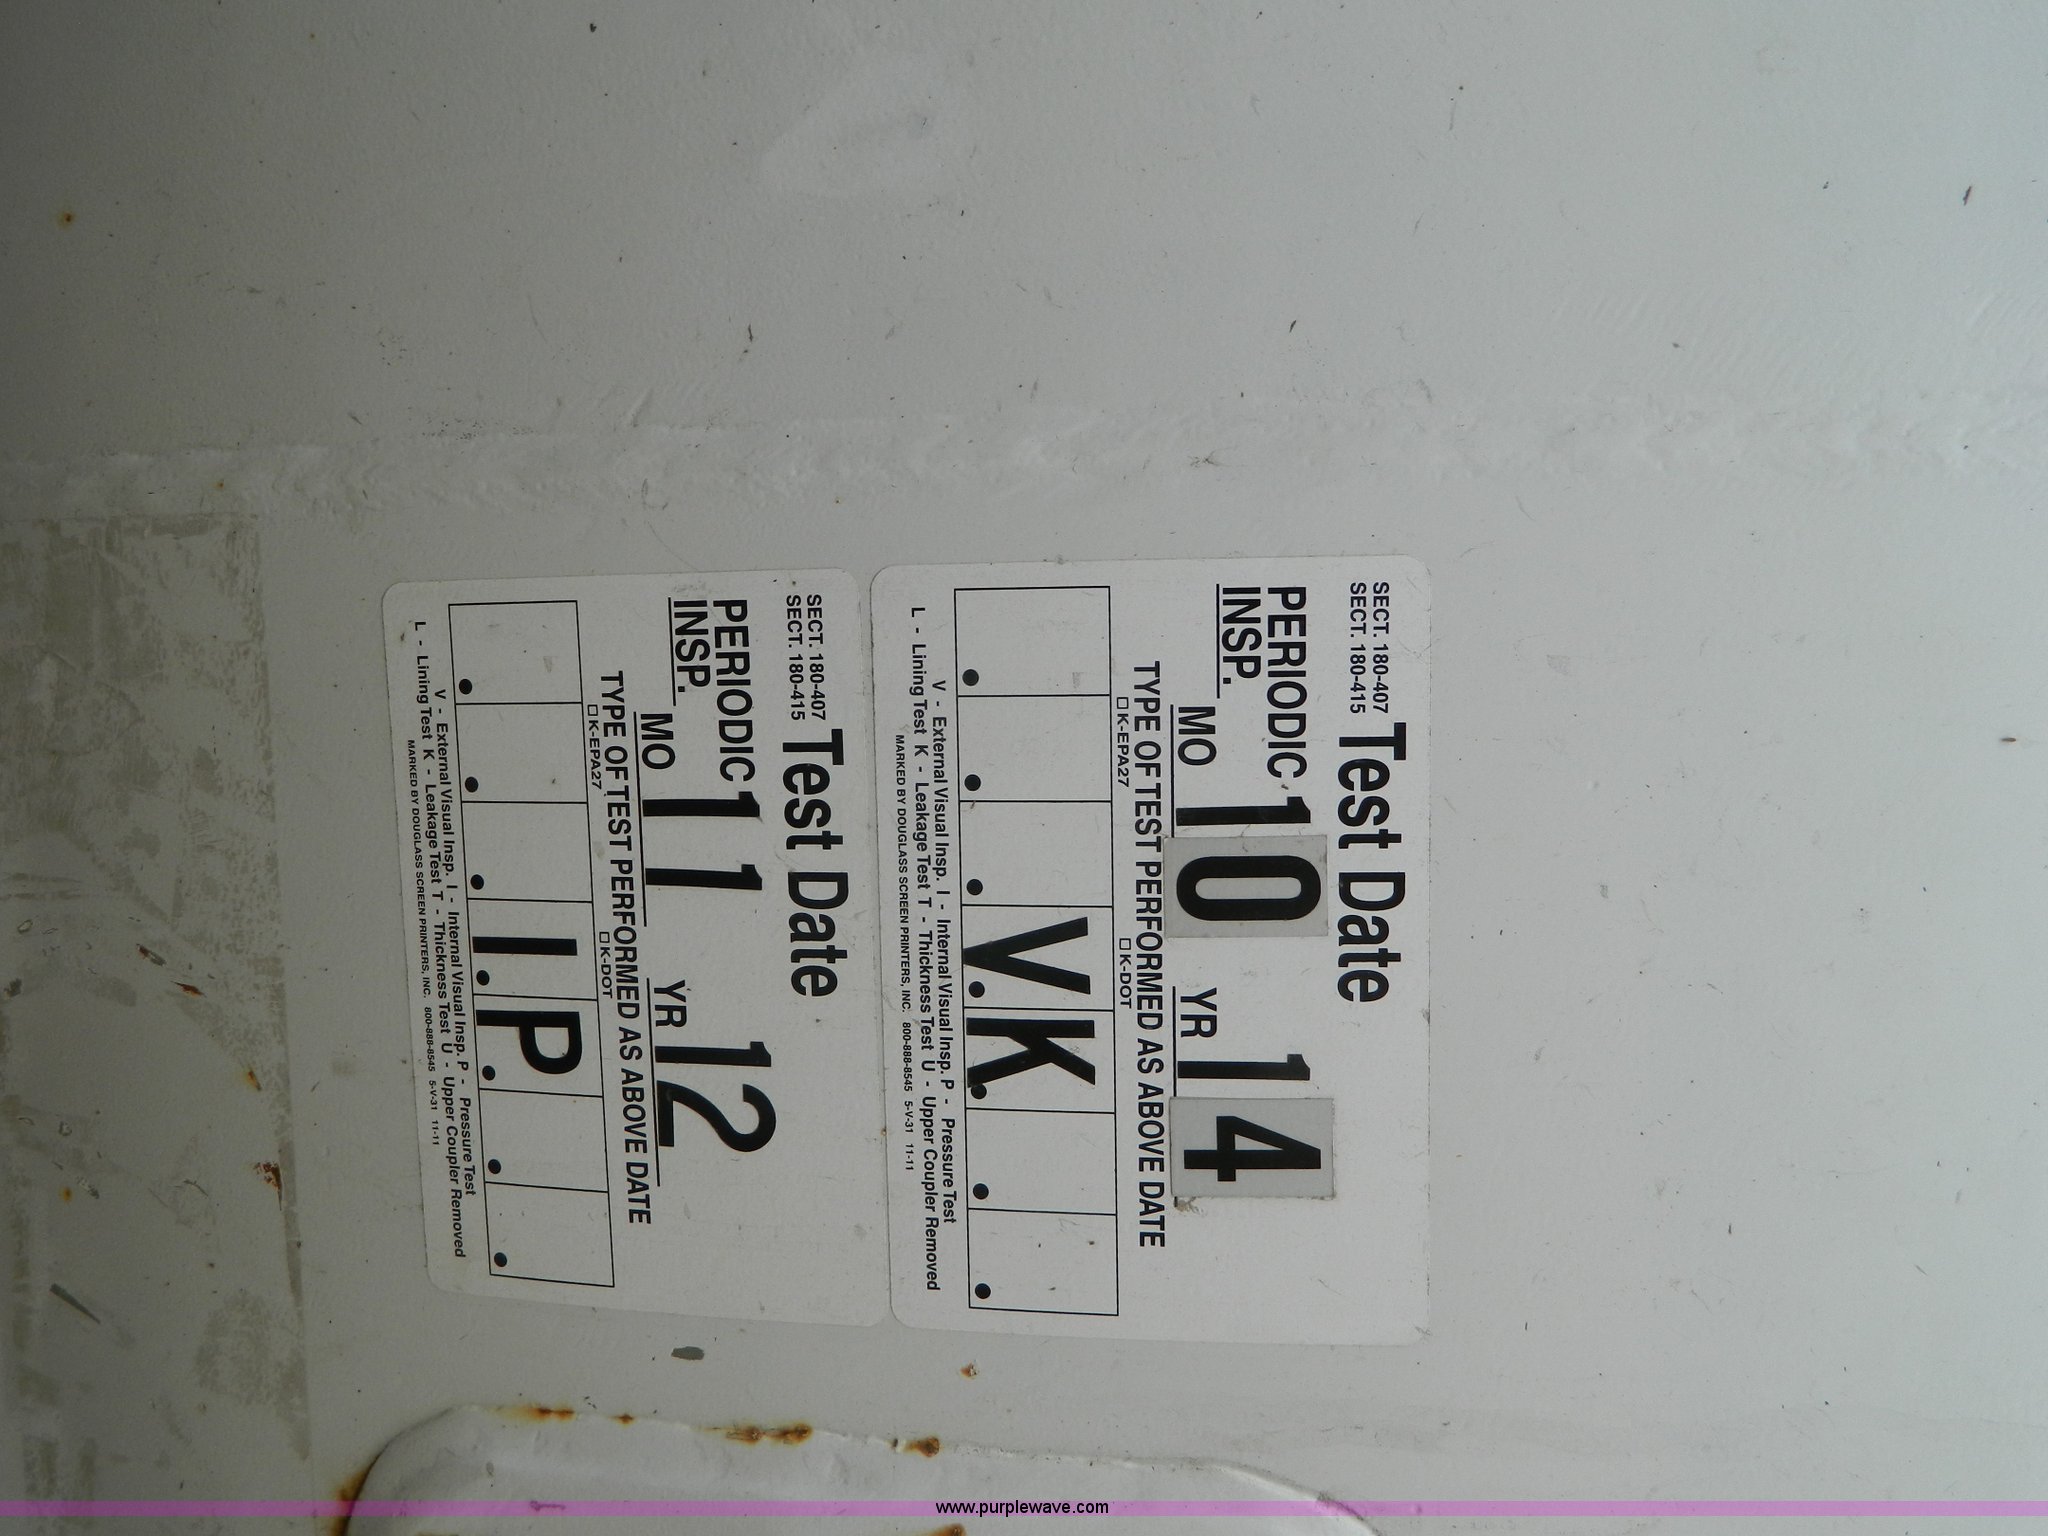 SECT. 180-407
SECT. 180-415
Test Date
PERIODIC
INSP.
MO 10 YR 14
TYPE OF TEST PERFORMED AS ABOVE DATE
□K-EPA27 □K-DOT
V. K.
V - External Visual Insp. I - Internal Visual Insp. P - Pressure Test
L - Lining Test K - Leakage Test T - Thickness Test U - Upper Coupler Removed
MARKED BY DOUGLASS SCREEN PRINTERS, INC. 800-888-8545 5-V-31 11-11
SECT. 180-407
SECT. 180-415
Test Date
PERIODIC
INSP.
MO 11 YR 12
TYPE OF TEST PERFORMED AS ABOVE DATE
□K-EPA27 □K-DOT
I. P.
V - External Visual Insp. I - Internal Visual Insp. P - Pressure Test
L - Lining Test K - Leakage Test T - Thickness Test U - Upper Coupler Removed
MARKED BY DOUGLASS SCREEN PRINTERS, INC. 800-888-8545 5-V-31 11-11
www.purplewave.com